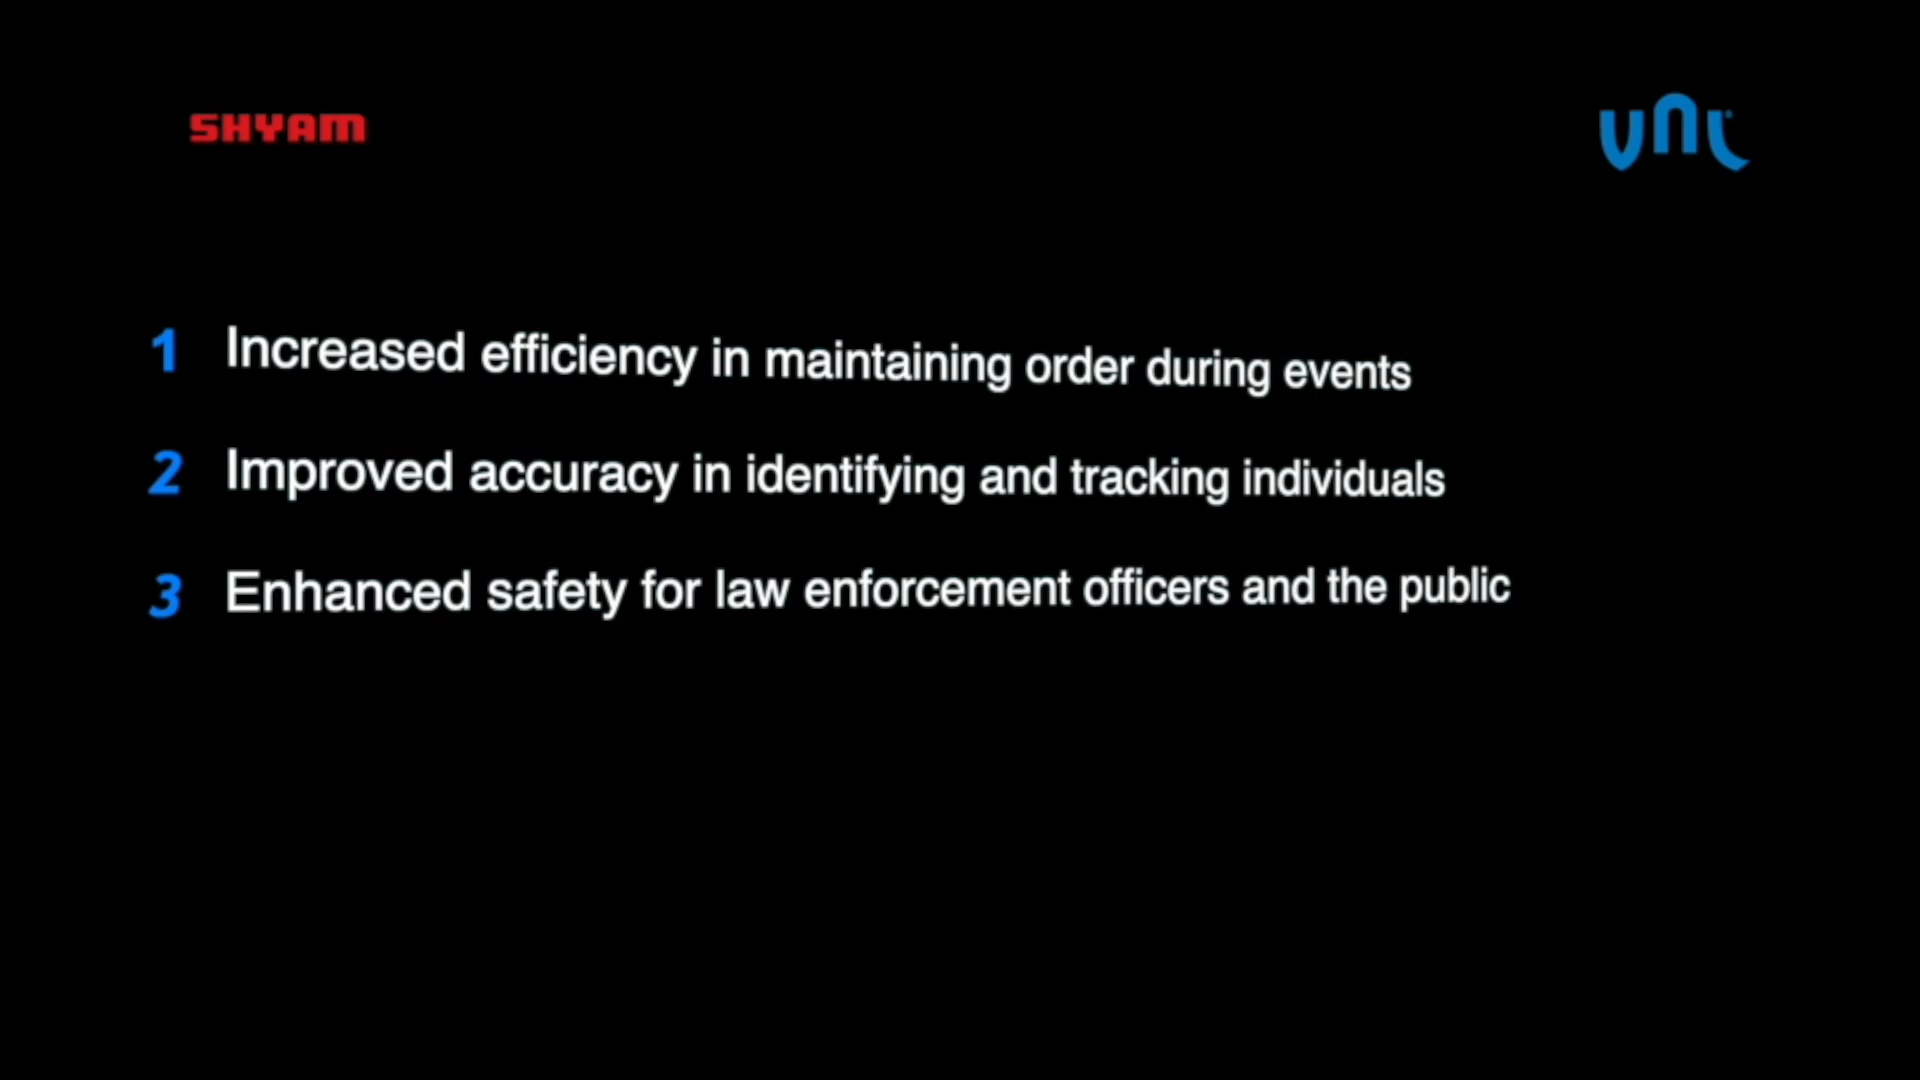 SHYAM
vnl
1 Increased efficiency in maintaining order during events
2 Improved accuracy in identifying and tracking individuals
3 Enhanced safety for law enforcement officers and the public